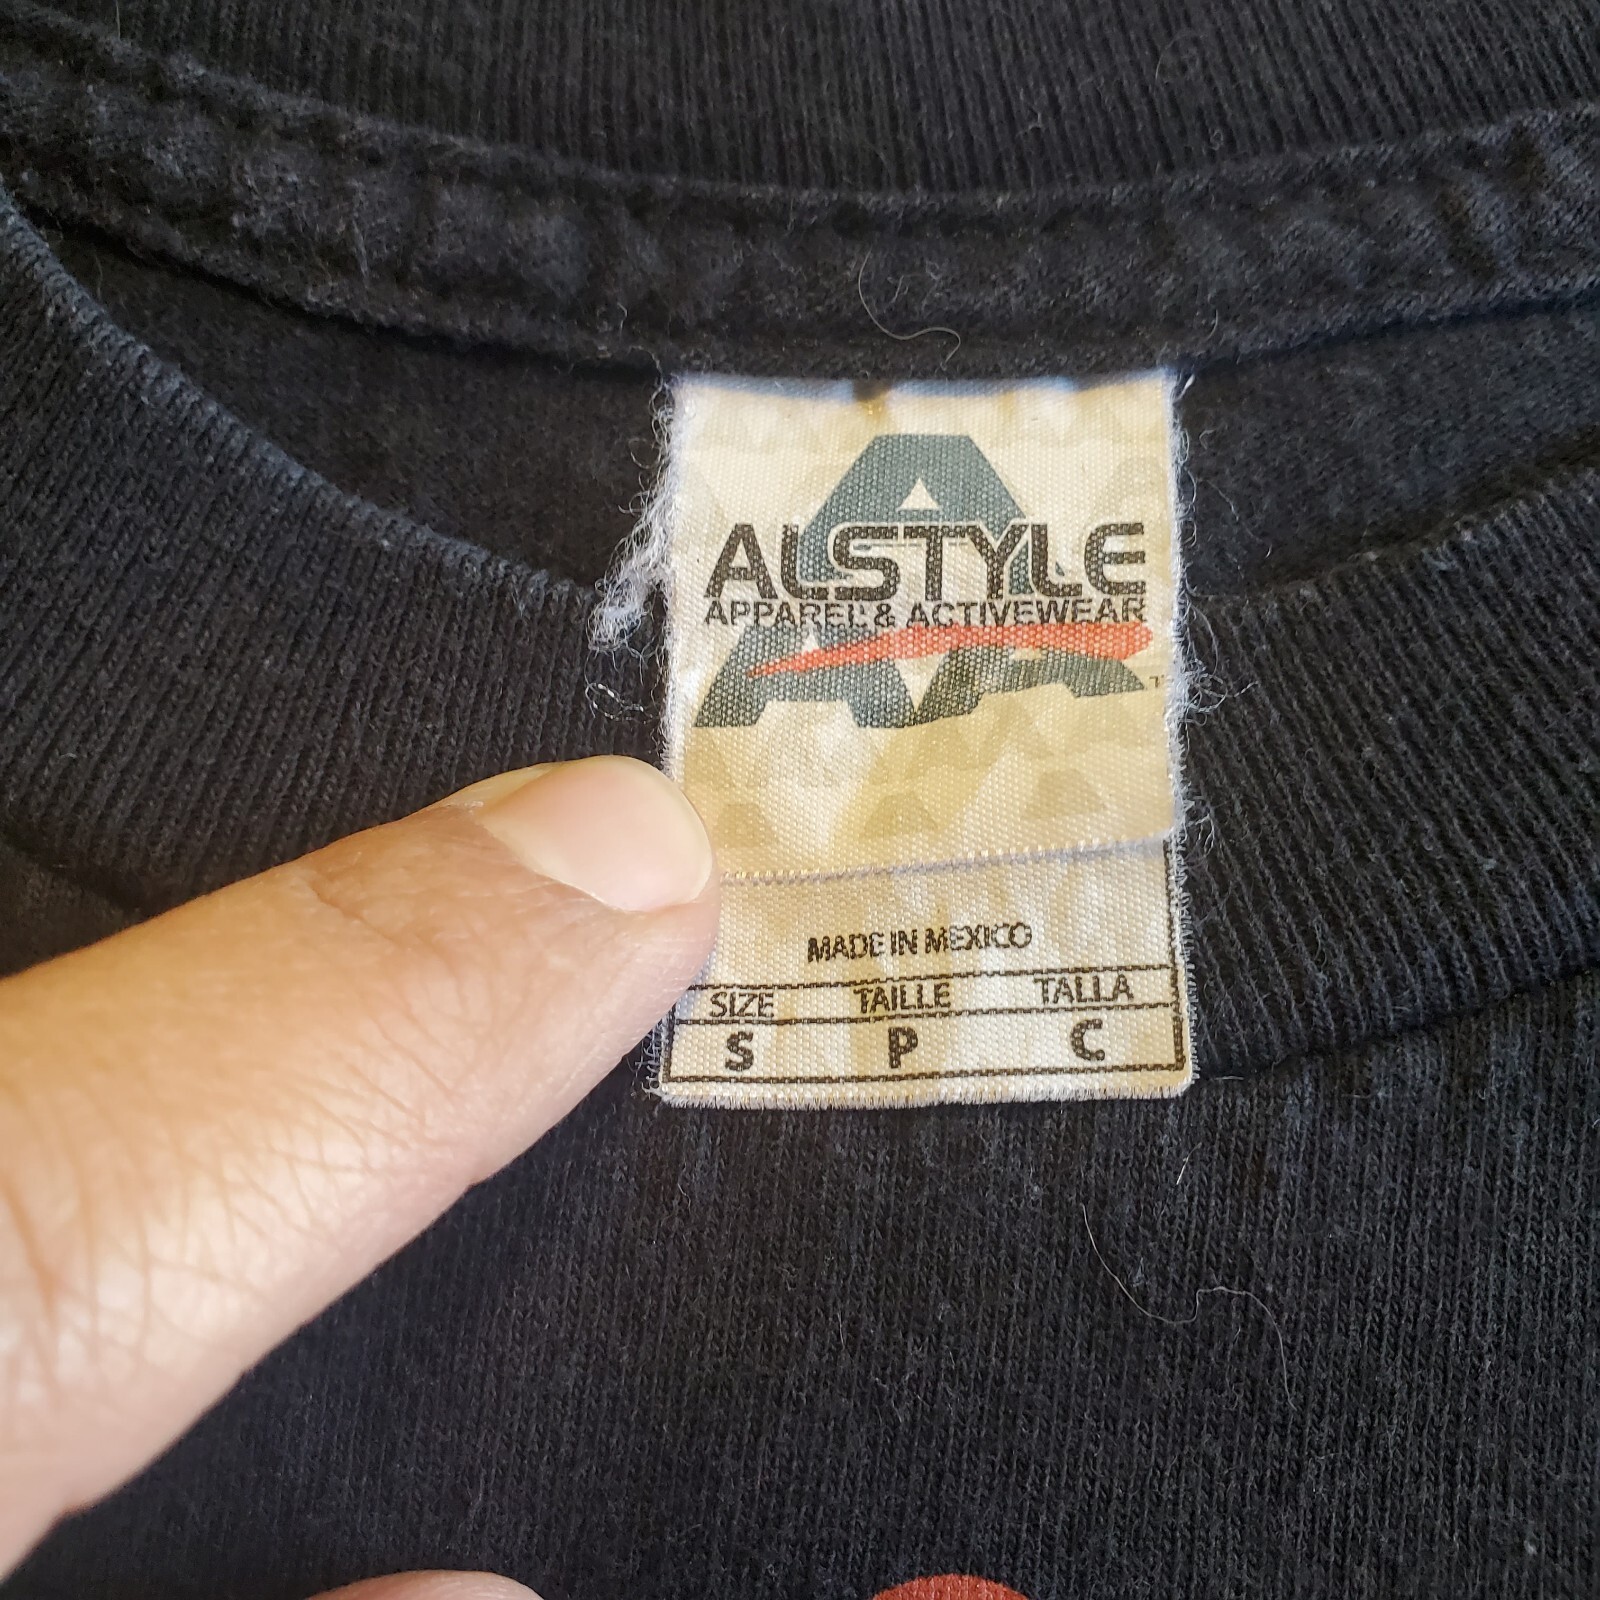 ALSTYLE
APPAREL & ACTIVEWEAR
MADE IN MEXICO
SIZE TAILLE TALLA
S P C